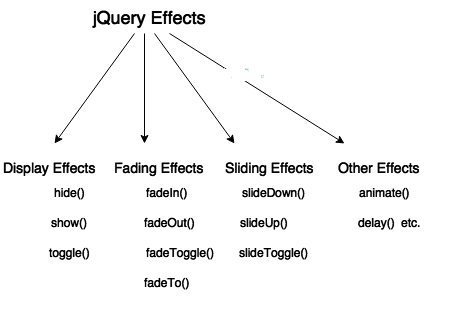 jQuery Effects
Display Effects Fading Effects Sliding Effects Other Effects
hide() fadeIn() slideDown() animate()
show() fadeOut() slideUp() delay() etc.
toggle() fadeToggle() slideToggle()
fadeTo()